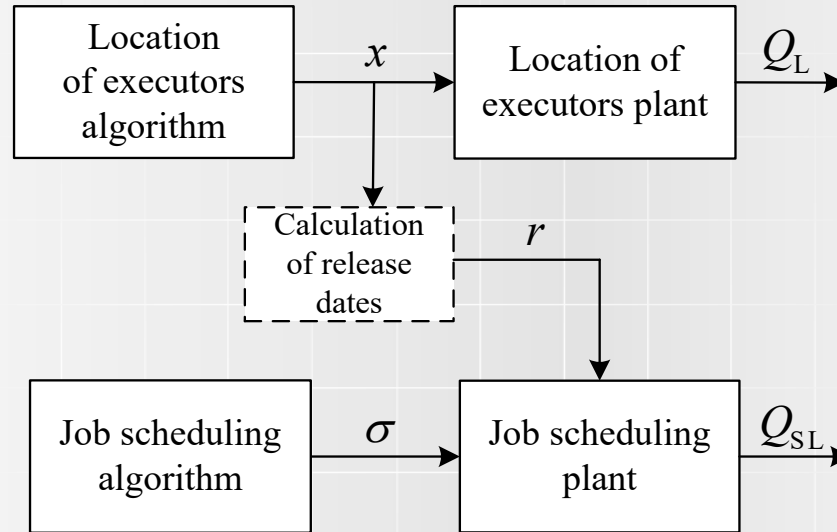 Location
of executors
algorithm
x
Location of
executors plant
Q_L
Calculation
of release
dates
r
Job scheduling
algorithm
σ
Job scheduling
plant
Q_SL